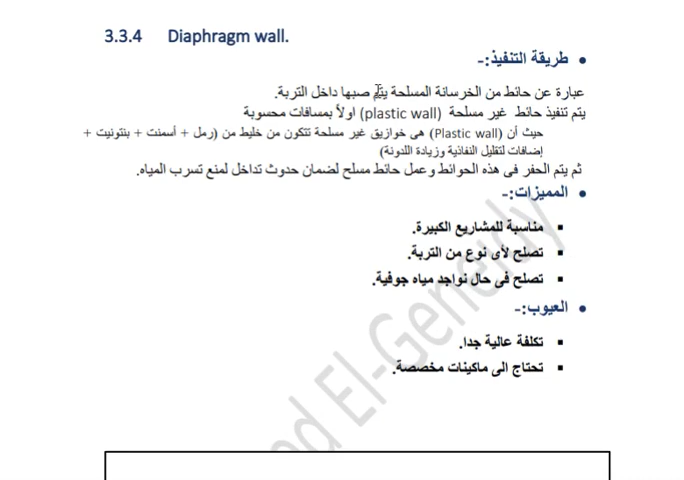 3.3.4 Diaphragm wall.
• طريقة التنفيذ:-
عبارة عن حائط من الخرسانة المسلحة يتم صبها داخل التربة.
يتم تنفيذ حائط غير مسلحة (plastic wall) اولاً بمسافات محسوبة
حيث أن (Plastic wall) هى خوازيق غير مسلحة تتكون من خليط من (رمل + أسمنت + بنتونيت +
إضافات لتقليل النفاذية وزيادة اللدونة)
ثم يتم الحفر فى هذه الحوائط وعمل حائط مسلح لضمان حدوث تداخل لمنع تسرب المياه.
• المميزات:-
▪ مناسبة للمشاريع الكبيرة.
▪ تصلح لأى نوع من التربة.
▪ تصلح فى حال تواجد مياه جوفية.
• العيوب:-
▪ تكلفة عالية جدا.
▪ تحتاج الى ماكينات مخصصة.
ed El-Generdy